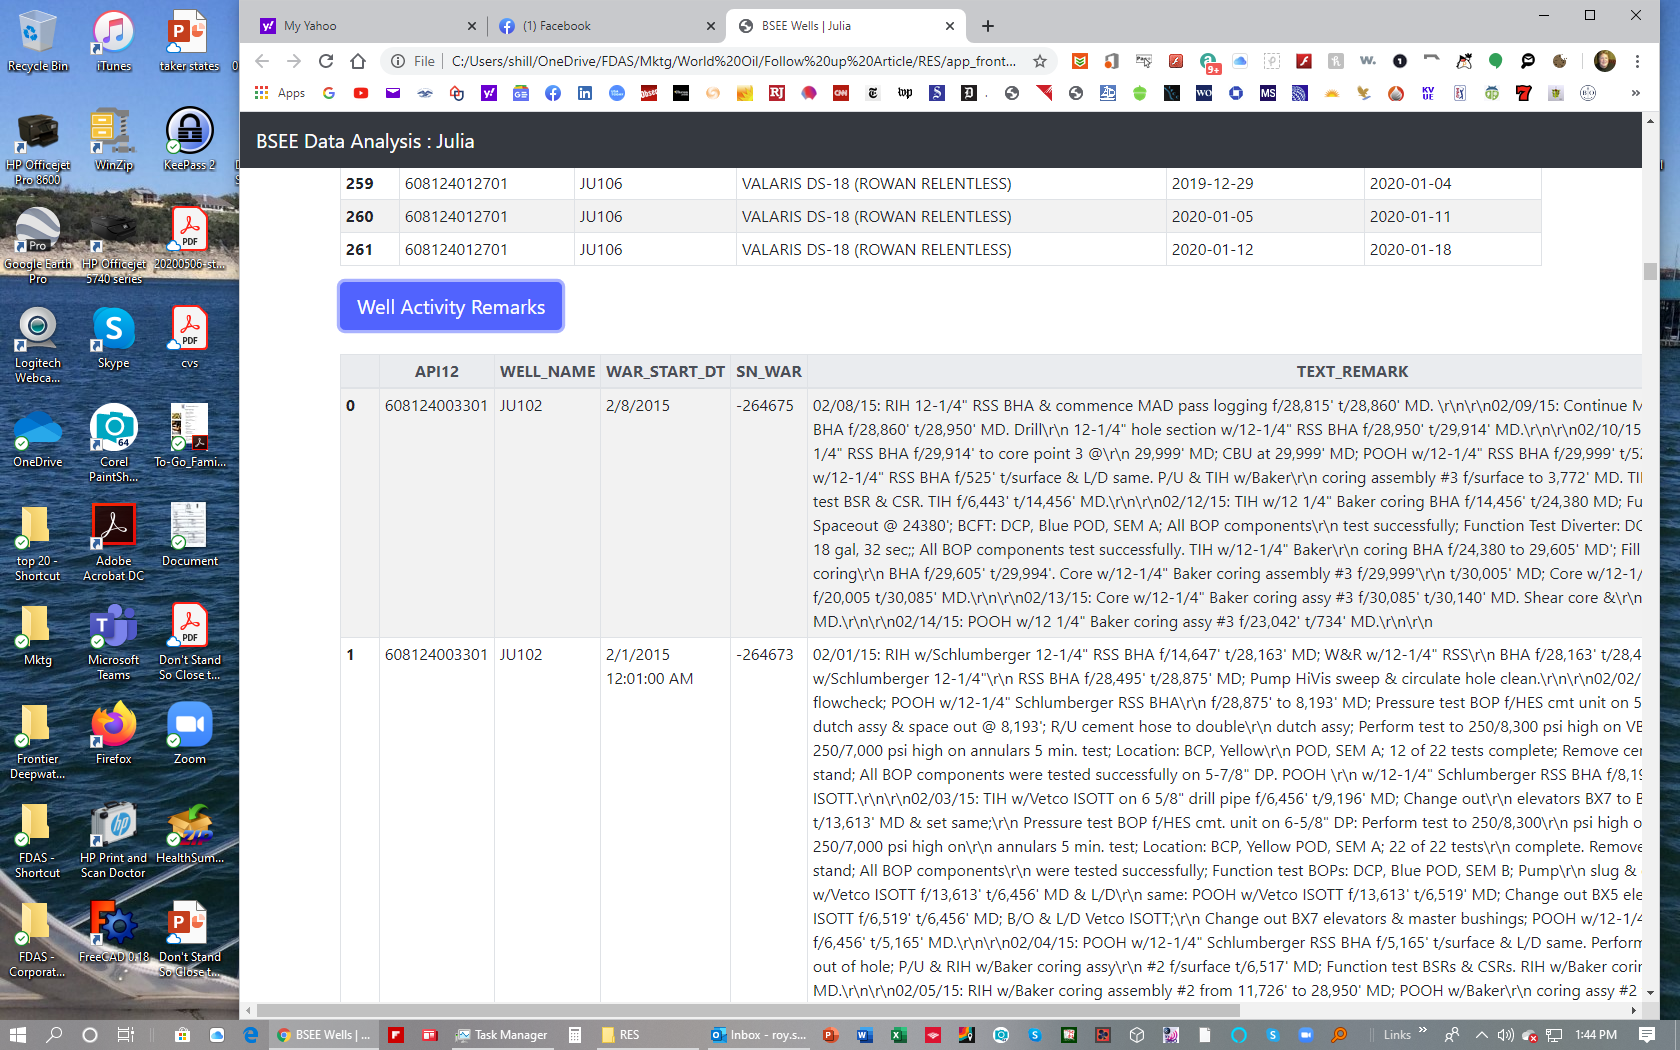 My Yahoo
(1) Facebook
BSEE Wells | Julia
File
C:/Users/shill/OneDrive/FDAS/Mktg/World%20Oil/Follow%20up%20Article/RES/app_front...
9+
Apps
BSEE Data Analysis : Julia
259 608124012701 JU106 VALARIS DS-18 (ROWAN RELENTLESS) 2019-12-29 2020-01-04
260 608124012701 JU106 VALARIS DS-18 (ROWAN RELENTLESS) 2020-01-05 2020-01-11
261 608124012701 JU106 VALARIS DS-18 (ROWAN RELENTLESS) 2020-01-12 2020-01-18
Well Activity Remarks
API12 WELL_NAME WAR_START_DT SN_WAR TEXT_REMARK
0 608124003301 JU102 2/8/2015 -264675
02/08/15: RIH 12-1/4" RSS BHA & commence MAD pass logging f/28,815' t/28,860' MD. \r\n\r\n02/09/15: Continue M
BHA f/28,860' t/28,950' MD. Drill\r\n 12-1/4" hole section w/12-1/4" RSS BHA f/28,950' t/29,914' MD.\r\n\r\n02/10/15
1/4" RSS BHA f/29,914' to core point 3 @\r\n 29,999' MD; CBU at 29,999' MD; POOH w/12-1/4" RSS BHA f/29,999' t/52
w/12-1/4" RSS BHA f/525' t/surface & L/D same. P/U & TIH w/Baker\r\n coring assembly #3 f/surface to 3,772' MD. TI
test BSR & CSR. TIH f/6,443' t/14,456' MD.\r\n\r\n02/12/15: TIH w/12 1/4" Baker coring BHA f/14,456' t/24,380 MD; Fu
Spaceout @ 24380'; BCFT: DCP, Blue POD, SEM A; All BOP components\r\n test successfully; Function Test Diverter: DC
18 gal, 32 sec;; All BOP components test successfully. TIH w/12-1/4" Baker\r\n coring BHA f/24,380 to 29,605' MD'; Fill
coring\r\n BHA f/29,605' t/29,994'. Core w/12-1/4" Baker coring assembly #3 f/29,999'\r\n t/30,005' MD; Core w/12-1/
f/20,005 t/30,085' MD.\r\n\r\n02/13/15: Core w/12-1/4" Baker coring assy #3 f/30,085' t/30,140' MD. Shear core &\r\n
MD.\r\n\r\n02/14/15: POOH w/12 1/4" Baker coring assy #3 f/23,042' t/734' MD.\r\n\r\n
1 608124003301 JU102 2/1/2015 12:01:00 AM -264673
02/01/15: RIH w/Schlumberger 12-1/4" RSS BHA f/14,647' t/28,163' MD; W&R w/12-1/4" RSS\r\n BHA f/28,163' t/28,4
w/Schlumberger 12-1/4"\r\n RSS BHA f/28,495' t/28,875' MD; Pump HiVis sweep & circulate hole clean.\r\n\r\n02/02/
flowcheck; POOH w/12-1/4" Schlumberger RSS BHA\r\n f/28,875' to 8,193' MD; Pressure test BOP f/HES cmt unit on 5
dutch assy & space out @ 8,193'; R/U cement hose to double\r\n dutch assy; Perform test to 250/8,300 psi high on VB
250/7,000 psi high on annulars 5 min. test; Location: BCP, Yellow\r\n POD, SEM A; 12 of 22 tests complete; Remove cem
stand; All BOP components were tested successfully on 5-7/8" DP. POOH \r\n w/12-1/4" Schlumberger RSS BHA f/8,19
ISOTT.\r\n\r\n02/03/15: TIH w/Vetco ISOTT on 6 5/8" drill pipe f/6,456' t/9,196' MD; Change out\r\n elevators BX7 to B
t/13,613' MD & set same;\r\n Pressure test BOP f/HES cmt. unit on 6-5/8" DP: Perform test to 250/8,300\r\n psi high o
250/7,000 psi high on\r\n annulars 5 min. test; Location: BCP, Yellow POD, SEM A; 22 of 22 tests\r\n complete. Remove
stand; All BOP components\r\n were tested successfully; Function test BOPs: DCP, Blue POD, SEM B; Pump\r\n slug &
w/Vetco ISOTT f/13,613' t/6,456' MD & L/D\r\n same: POOH w/Vetco ISOTT f/13,613' t/6,519' MD; Change out BX5 ele
ISOTT f/6,519' t/6,456' MD; B/O & L/D Vetco ISOTT;\r\n Change out BX7 elevators & master bushings; POOH w/12-1/4
f/6,456' t/5,165' MD.\r\n\r\n02/04/15: POOH w/12-1/4" Schlumberger RSS BHA f/5,165' t/surface & L/D same. Perform
out of hole; P/U & RIH w/Baker coring assy\r\n #2 f/surface t/6,517' MD; Function test BSRs & CSRs. RIH w/Baker corin
MD.\r\n\r\n02/05/15: RIH w/Baker coring assembly #2 from 11,726' to 28,950' MD; POOH w/Baker\r\n coring assy #2
Recycle Bin
iTunes
taker states
HP Officejet Pro 8600
WinZip
KeePass 2
Google Earth Pro
HP Officejet 5740 series
20200506-st...
Logitech Webca...
Skype
cvs
OneDrive
Corel PaintSh...
To-Go_Fami...
top 20 - Shortcut
Adobe Acrobat DC
Document
Mktg
Microsoft Teams
Don't Stand So Close t...
Frontier Deepwat...
Firefox
Zoom
FDAS - Shortcut
HP Print and Scan Doctor
HealthSum...
FDAS - Corporat...
FreeCAD 0.18
Don't Stand So Close t...
BSEE Wells | ...
Task Manager
RES
Inbox - roy.s...
Links
1:44 PM